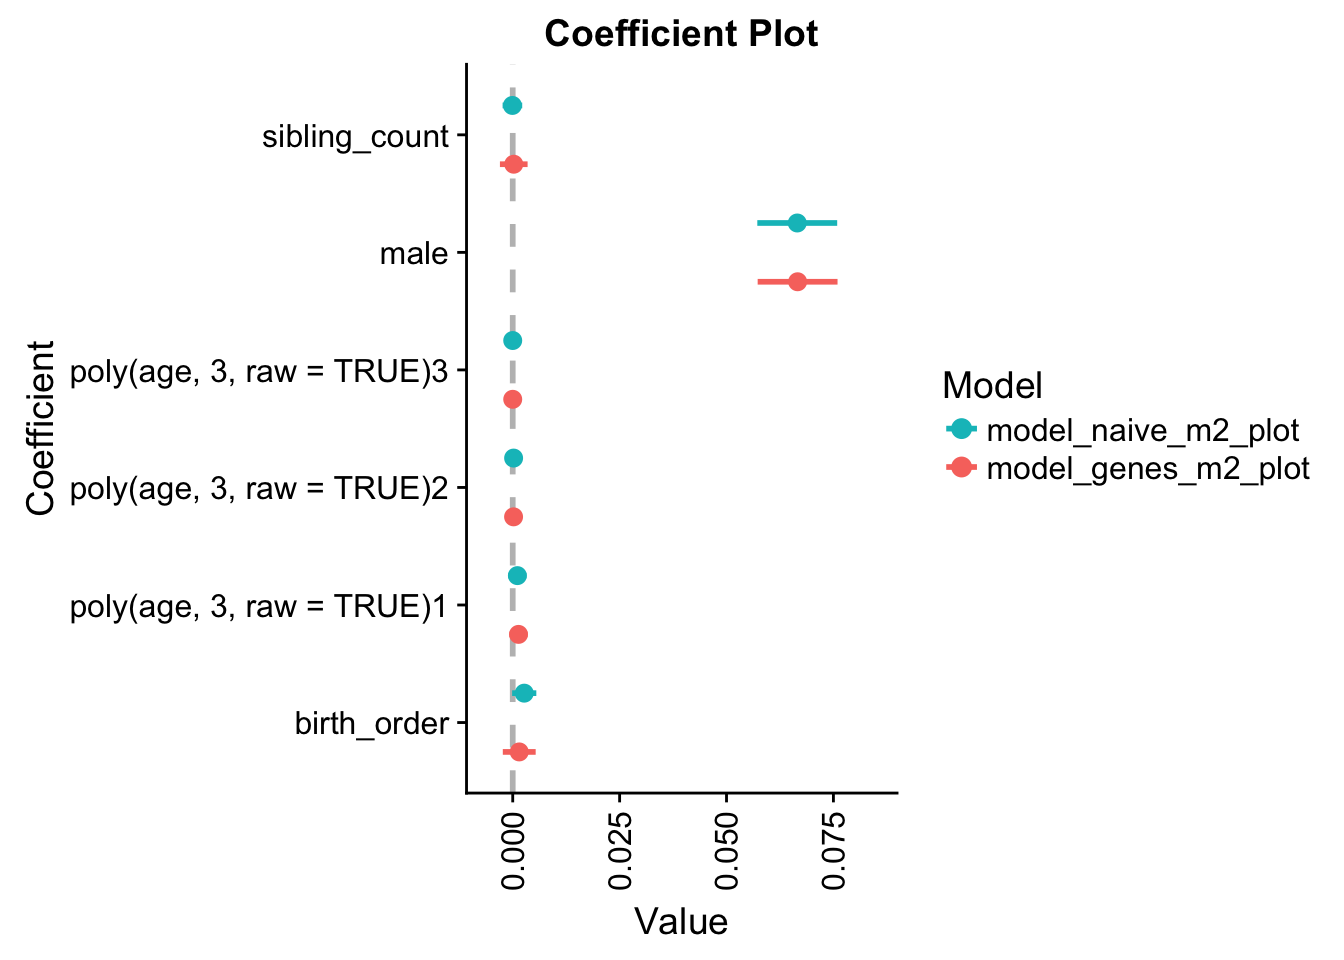 Coefficient Plot
Coefficient
sibling_count
male
poly(age, 3, raw = TRUE)3
poly(age, 3, raw = TRUE)2
poly(age, 3, raw = TRUE)1
birth_order
0.000
0.025
0.050
0.075
Value
Model
model_naive_m2_plot
model_genes_m2_plot